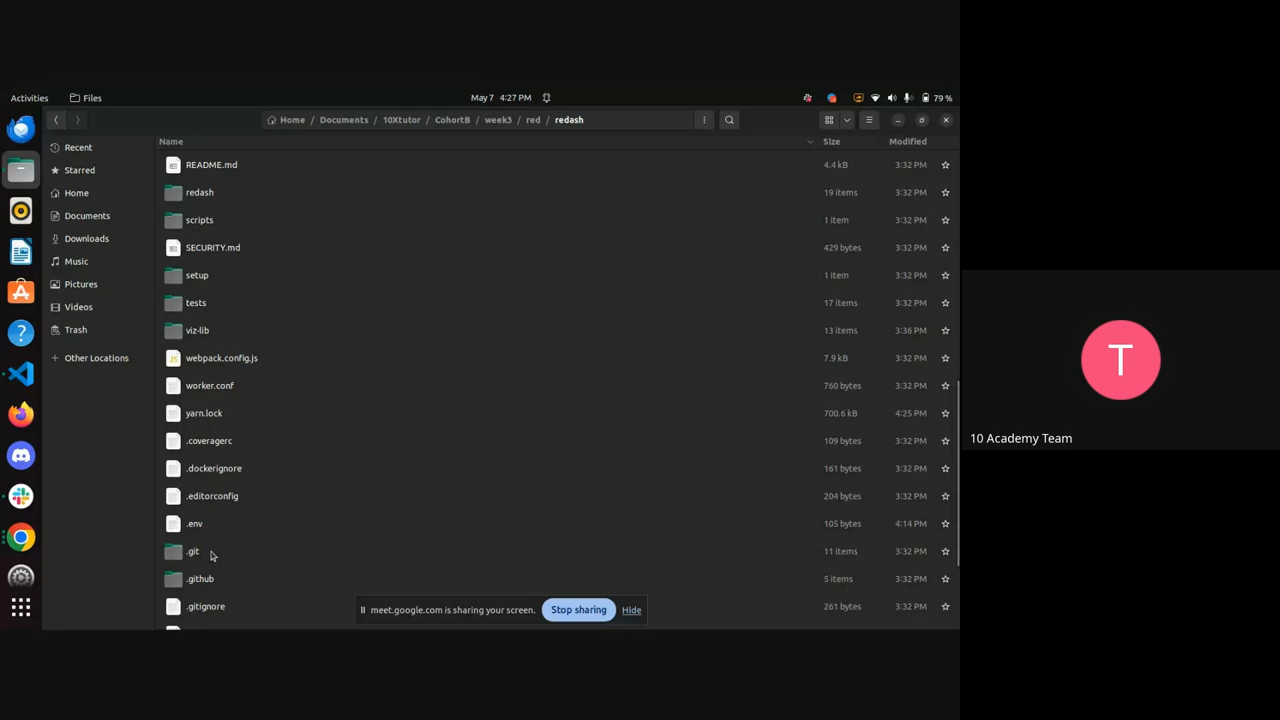 Activities Files May 7 4:27 PM 79 %
Home / Documents / 10Xtutor / CohortB / week3 / red / redash
Name Size Modified
Recent
Starred
Home
Documents
Downloads
Music
Pictures
Videos
Trash
+ Other Locations
README.md 4.4 kB 3:32 PM
redash 19 items 3:32 PM
scripts 1 item 3:32 PM
SECURITY.md 429 bytes 3:32 PM
setup 1 item 3:32 PM
tests 17 items 3:32 PM
viz-lib 13 items 3:36 PM
JS webpack.config.js 7.9 kB 3:32 PM
worker.conf 760 bytes 3:32 PM
yarn.lock 700.6 kB 4:25 PM
.coveragerc 109 bytes 3:32 PM
.dockerignore 161 bytes 3:32 PM
.editorconfig 204 bytes 3:32 PM
.env 105 bytes 4:14 PM
.git 11 items 3:32 PM
.github 5 items 3:32 PM
.gitignore 261 bytes 3:32 PM
meet.google.com is sharing your screen. Stop sharing Hide
T
10 Academy Team